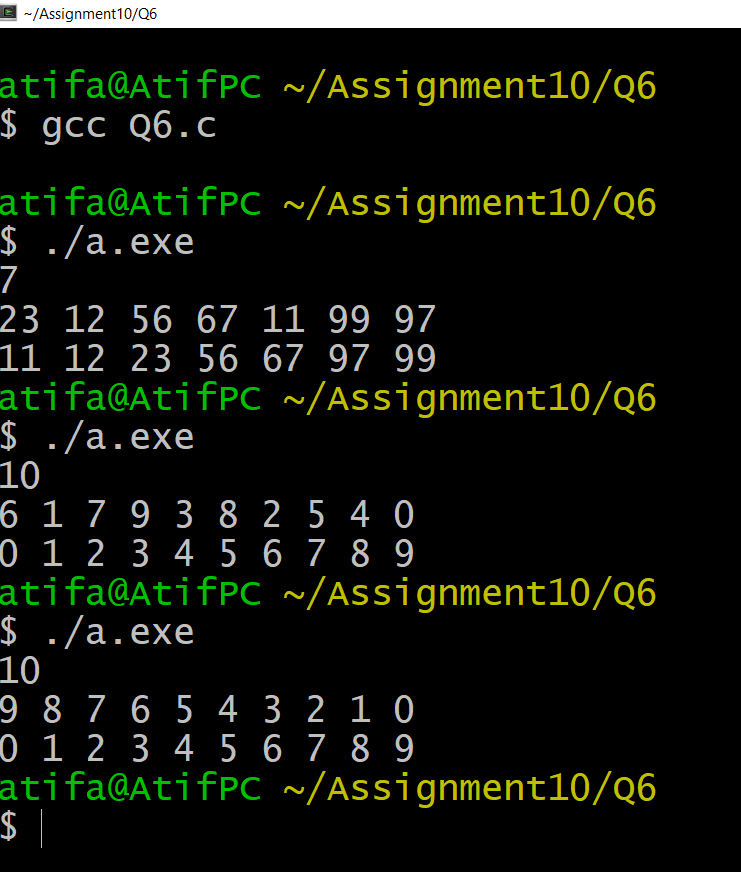 ~/Assignment10/Q6
atifa@AtifPC ~/Assignment10/Q6
$ gcc Q6.c
atifa@AtifPC ~/Assignment10/Q6
$ ./a.exe
7
23 12 56 67 11 99 97
11 12 23 56 67 97 99
atifa@AtifPC ~/Assignment10/Q6
$ ./a.exe
10
6 1 7 9 3 8 2 5 4 0
0 1 2 3 4 5 6 7 8 9
atifa@AtifPC ~/Assignment10/Q6
$ ./a.exe
10
9 8 7 6 5 4 3 2 1 0
0 1 2 3 4 5 6 7 8 9
atifa@AtifPC ~/Assignment10/Q6
$